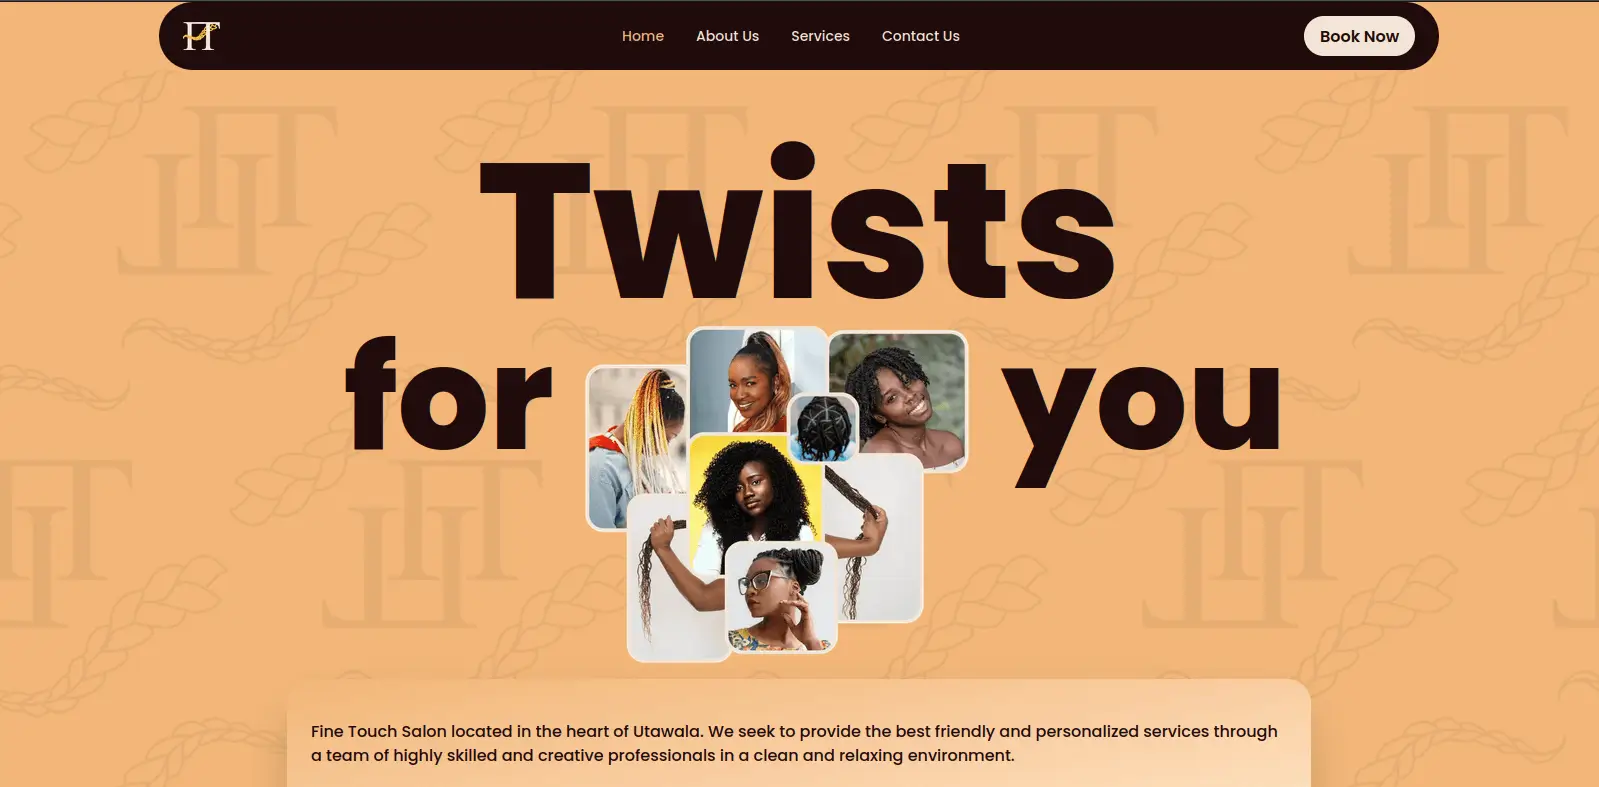 FT
Home About Us Services Contact Us Book Now
Twists
for you
Fine Touch Salon located in the heart of Utawala. We seek to provide the best friendly and personalized services through
a team of highly skilled and creative professionals in a clean and relaxing environment.